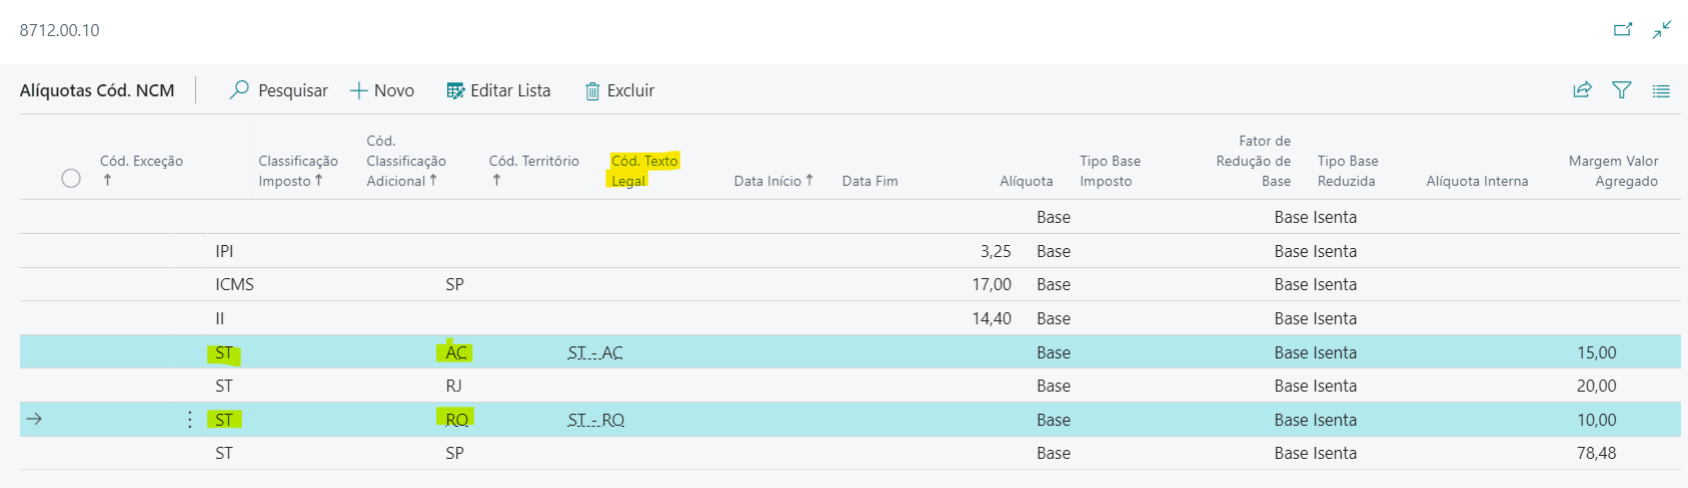 8712.00.10
Alíquotas Cód. NCM Pesquisar Novo Editar Lista Excluir
Cód. Exceção ↑ Classificação Imposto ↑ Cód. Classificação Adicional ↑ Cód. Território ↑ Cód. Texto Legal Data Início ↑ Data Fim Alíquota Tipo Base Imposto Fator de Redução de Base Tipo Base Reduzida Alíquota Interna Margem Valor Agregado
Base Base Isenta
IPI 3,25 Base Base Isenta
ICMS SP 17,00 Base Base Isenta
II 14,40 Base Base Isenta
ST AC ST - AC Base Base Isenta 15,00
ST RJ Base Base Isenta 20,00
ST RO ST - RO Base Base Isenta 10,00
ST SP Base Base Isenta 78,48